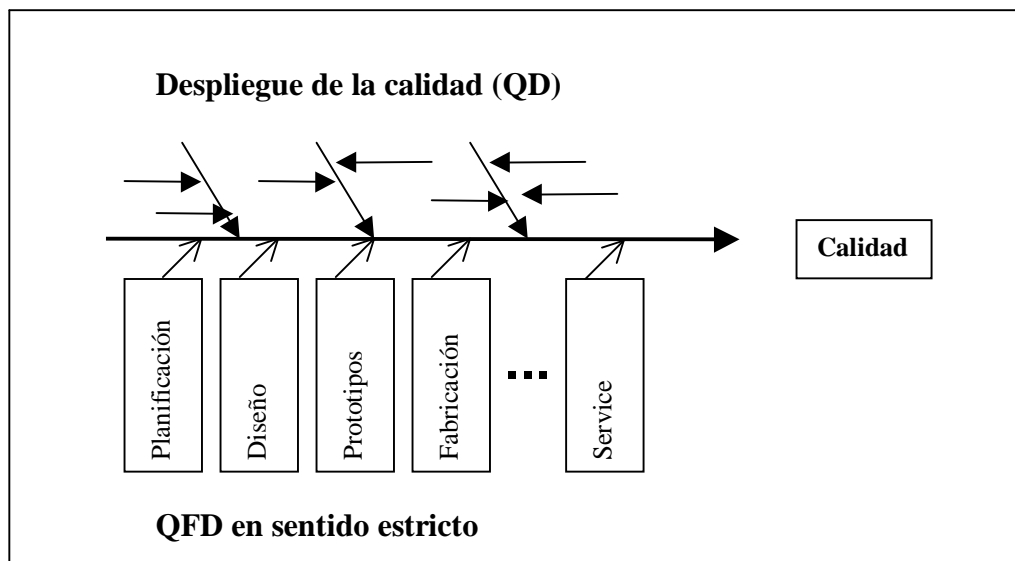 Despliegue de la calidad (QD)
Calidad
Planificación
Diseño
Prototipos
Fabricación
...
Service
QFD en sentido estricto